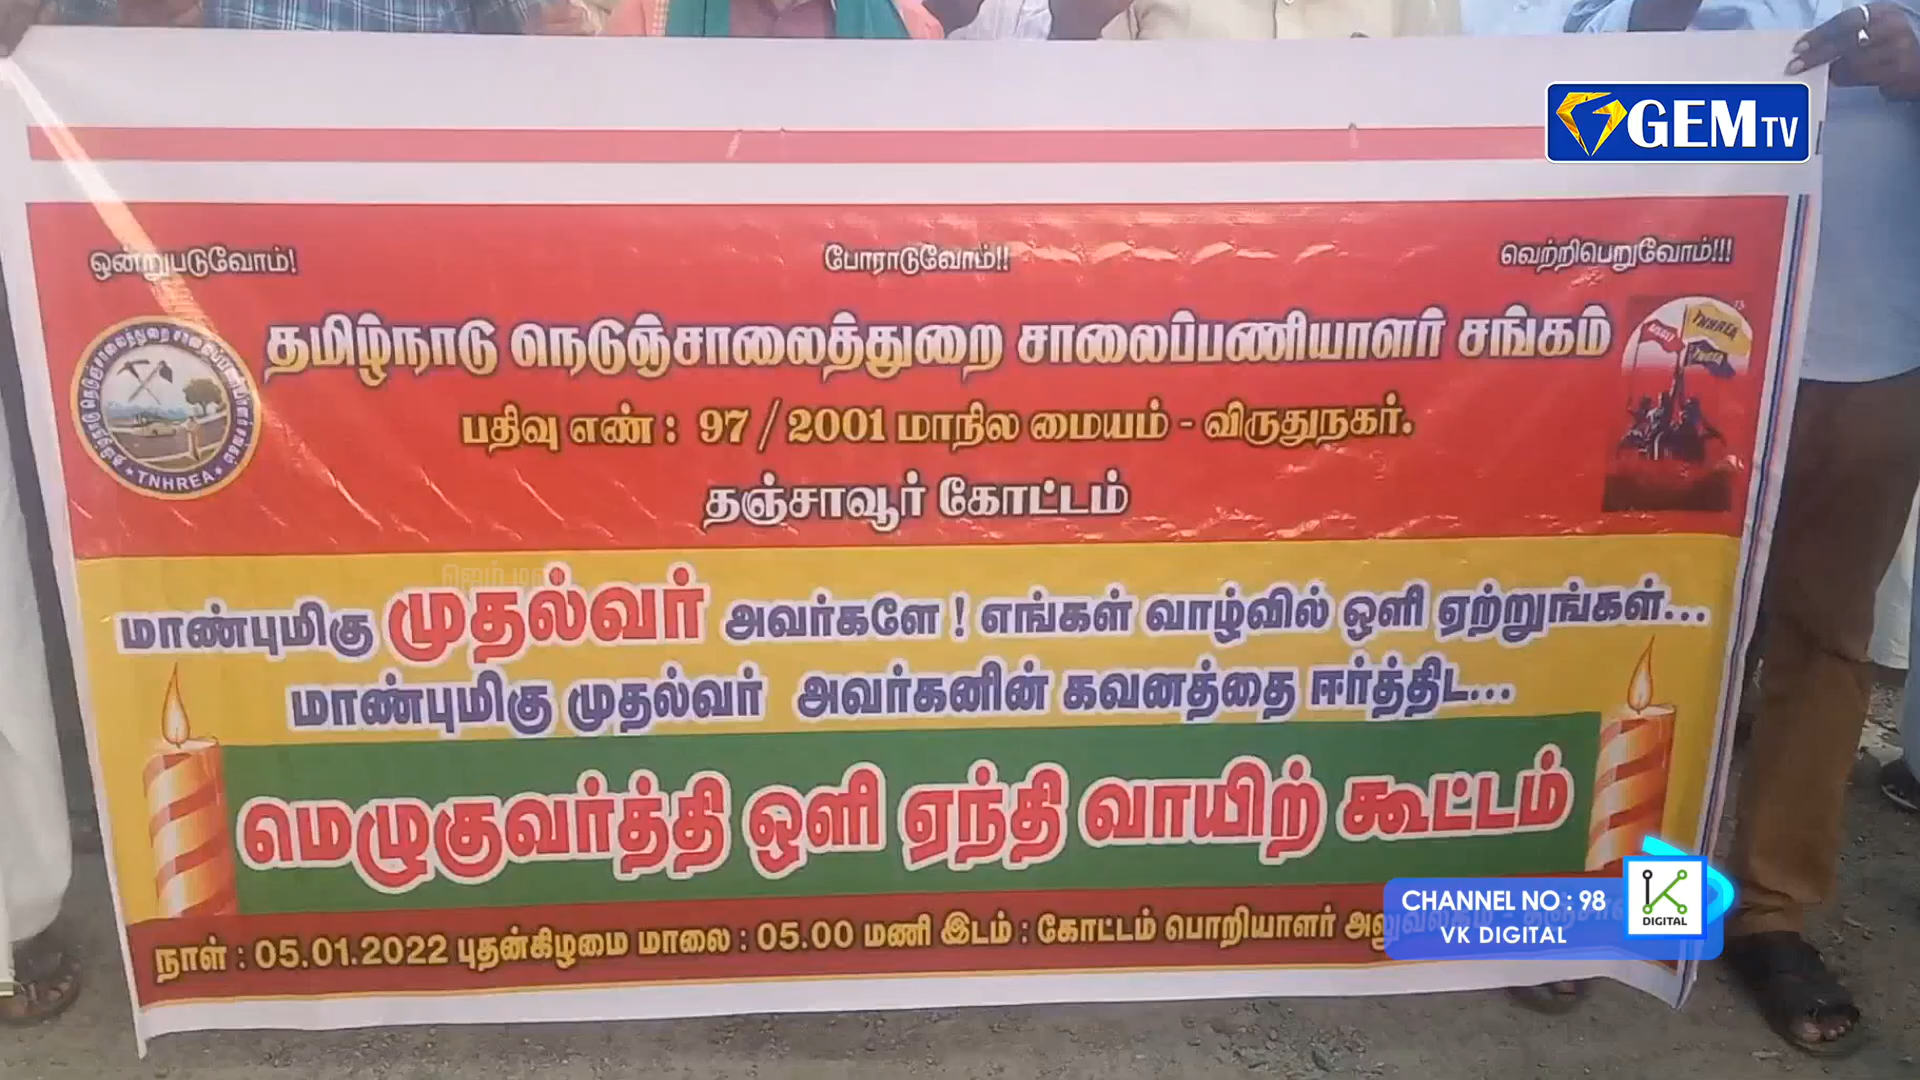 GEM TV
ஒன்றுபடுவோம்! போராடுவோம்!! வெற்றிபெறுவோம்!!!
தமிழ்நாடு நெடுஞ்சாலைத்துறை சாலைப்பணியாளர் சங்கம்
TNHREA
TNHREA
பதிவு எண் : 97 / 2001 மாநில மையம் - விருதுநகர்.
தஞ்சாவூர் கோட்டம்
மாண்புமிகு முதல்வர் அவர்களே ! எங்கள் வாழ்வில் ஒளி ஏற்றுங்கள்...
மாண்புமிகு முதல்வர் அவர்கனின் கவனத்தை ஈர்த்திட...
மெழுகுவர்த்தி ஒளி ஏந்தி வாயிற் கூட்டம்
நாள் : 05.01.2022 புதன்கிழமை மாலை : 05.00 மணி இடம் : கோட்டம் பொறியாளர்
CHANNEL NO : 98
VK DIGITAL
K
DIGITAL